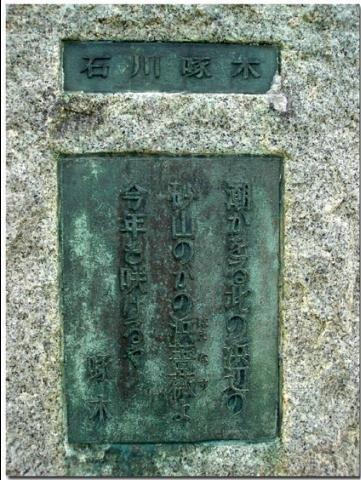 石川啄木
潮かをる北の浜辺の
砂山のかの浜薔薇よ
今年も咲けるや
啄木